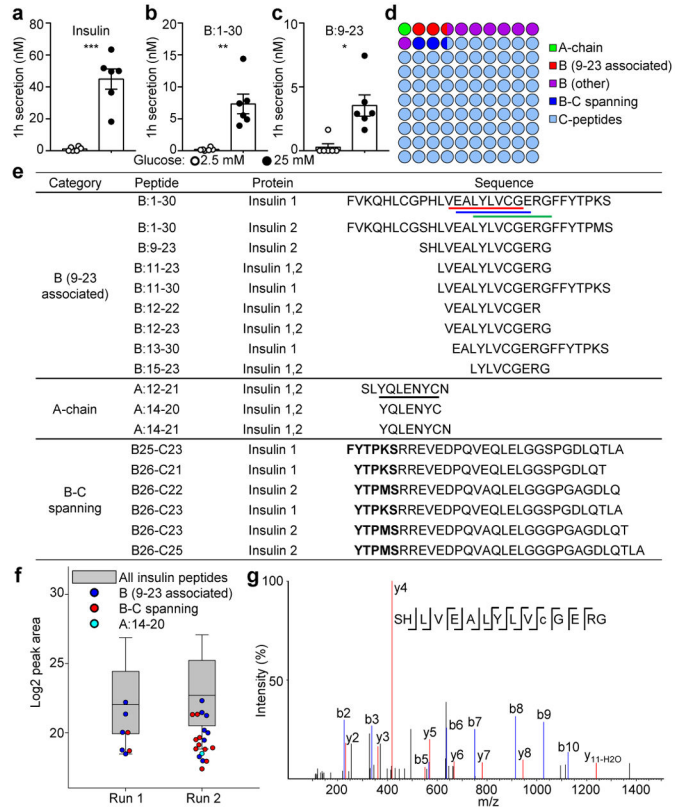 a
Insulin
***
1h secretion (nM)
80
60
40
20
0
b
B:1-30
**
1h secretion (nM)
20
15
10
5
0
c
B:9-23
*
1h secretion (nM)
10
5
0
Glucose: 2.5 mM 25 mM
d
A-chain
B (9-23 associated)
B (other)
B-C spanning
C-peptides
e
Category Peptide Protein Sequence
B (9-23
associated)
B:1-30 Insulin 1 FVKQHLCGPHLVEALYLVCGERGFFYTPKS
B:1-30 Insulin 2 FVKQHLCGSHLVEALYLVCGERGFFYTPMS
B:9-23 Insulin 2 SHLVEALYLVCGERG
B:11-23 Insulin 1,2 LVEALYLVCGERG
B:11-30 Insulin 1,2 LVEALYLVCGERGFFYTPKS
B:12-22 Insulin 1,2 VEALYLVCGER
B:12-23 Insulin 1,2 VEALYLVCGERG
B:13-30 Insulin 1 EALYLVCGERGFFYTPKS
B:15-23 Insulin 1,2 LYLVCGERG
A-chain
A:12-21 Insulin 1,2 SLYQLENYCN
A:14-20 Insulin 1,2 YQLENYC
A:14-21 Insulin 1,2 YQLENYCN
B-C
spanning
B25-C23 Insulin 1 FYTPKSRREVEDPQVEQLELGGSPGDLQTLA
B26-C21 Insulin 1 YTPKSRREVEDPQVEQLELGGSPGDLQT
B26-C22 Insulin 2 YTPMSRREVEDPQVAQLELGGGPGAGDLQ
B26-C23 Insulin 1 YTPKSRREVEDPQVEQLELGGSPGDLQTLA
B26-C23 Insulin 2 YTPMSRREVEDPQVAQLELGGGPGAGDLQT
B26-C25 Insulin 2 YTPMSRREVEDPQVAQLELGGGPGAGDLQTLA
f
All insulin peptides
B (9-23 associated)
B-C spanning
A:14-20
Log2 peak area
30
25
20
Run 1 Run 2
g
Intensity (%)
100
50
y4
SHLVEALYLVcGERG
b2
y2
b3
y3
b5
y5
b6
y6
b7
y7
b8
y8
b9
b10
y11-H2O
200 400 600 800 1000 1200 1400
m/z